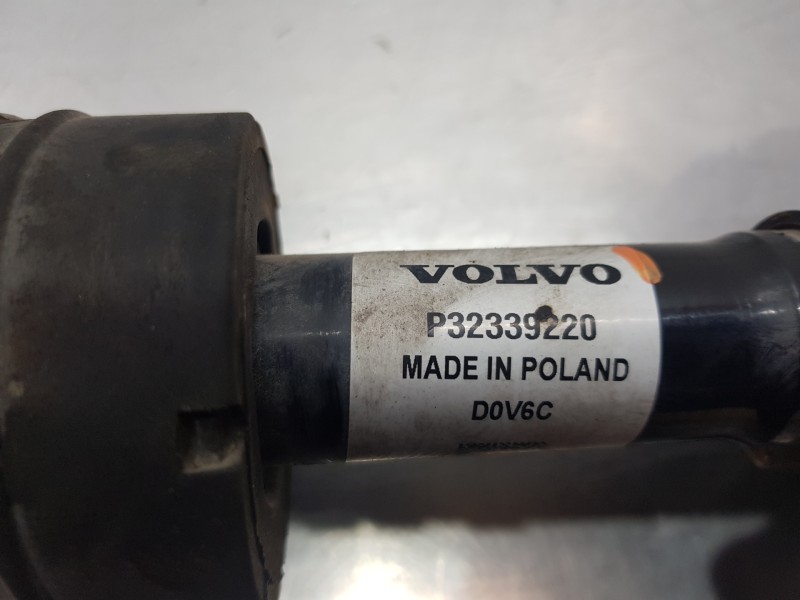 VOLVO
P32339220
MADE IN POLAND
D0V6C